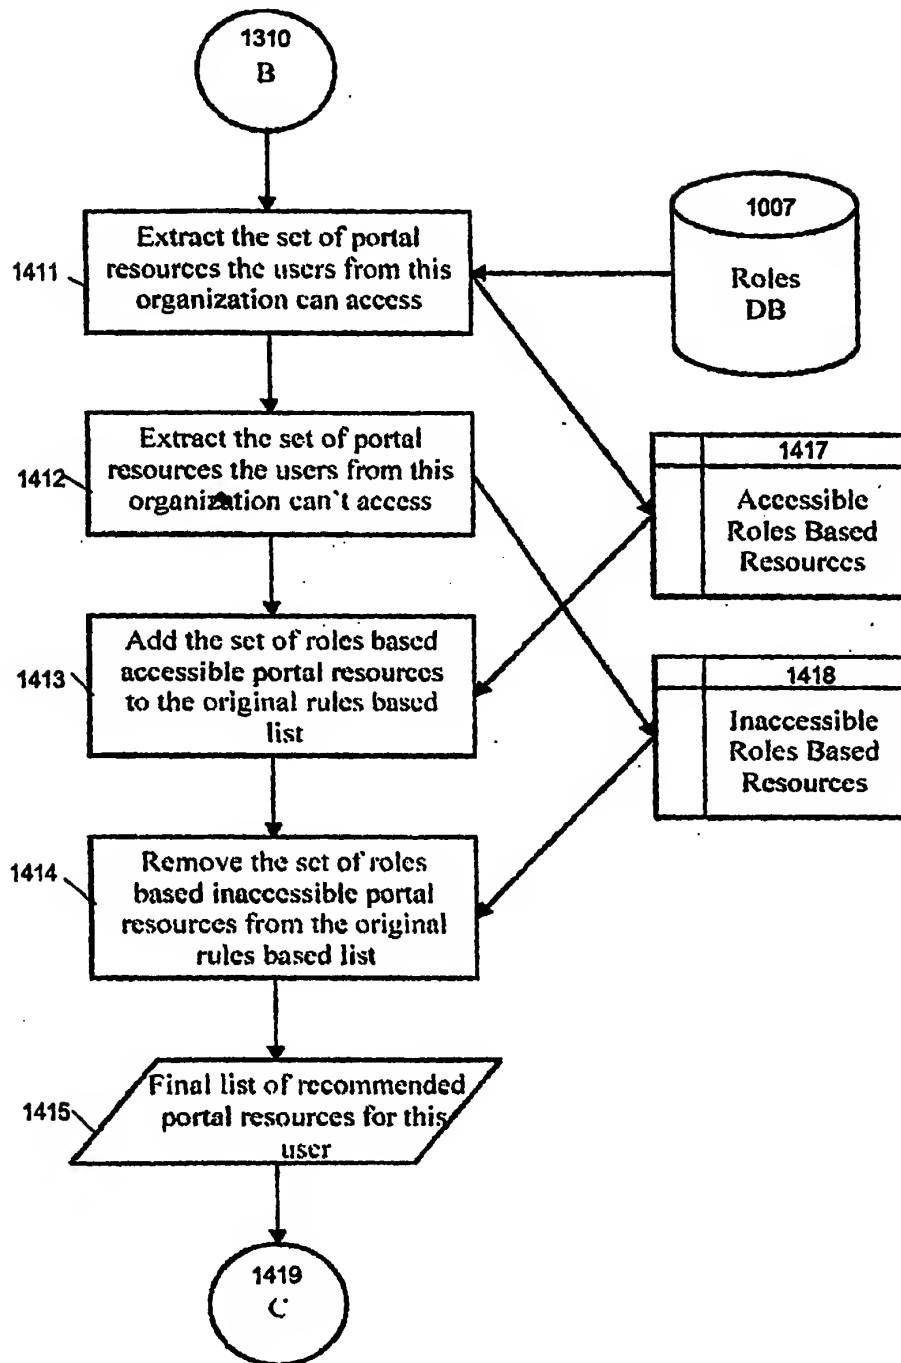 1310
B
1411
Extract the set of portal
resources the users from this
organization can access
1007
Roles
DB
1412
Extract the set of portal
resources the users from this
organization can't access
1417
Accessible
Roles Based
Resources
1413
Add the set of roles based
accessible portal resources
to the original rules based
list
1418
Inaccessible
Roles Based
Resources
1414
Remove the set of roles
based inaccessible portal
resources from the original
rules based list
1415
Final list of recommended
portal resources for this
user
1419
C